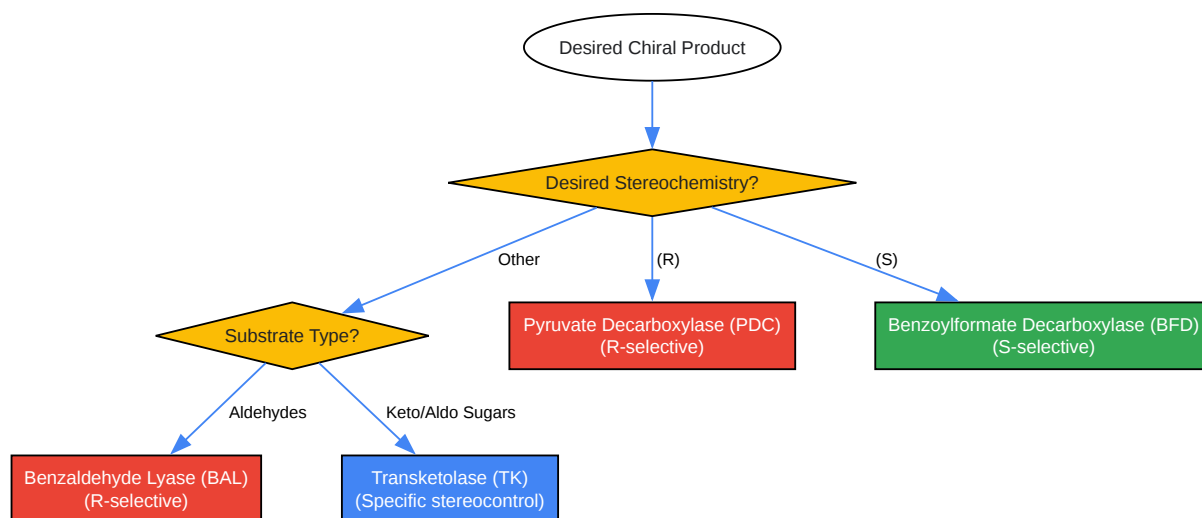 Desired Chiral Product
Desired Stereochemistry?
Other
(R)
(S)
Substrate Type?
Pyruvate Decarboxylase (PDC)
(R-selective)
Benzoylformate Decarboxylase (BFD)
(S-selective)
Aldehydes
Keto/Aldo Sugars
Benzaldehyde Lyase (BAL)
(R-selective)
Transketolase (TK)
(Specific stereocontrol)